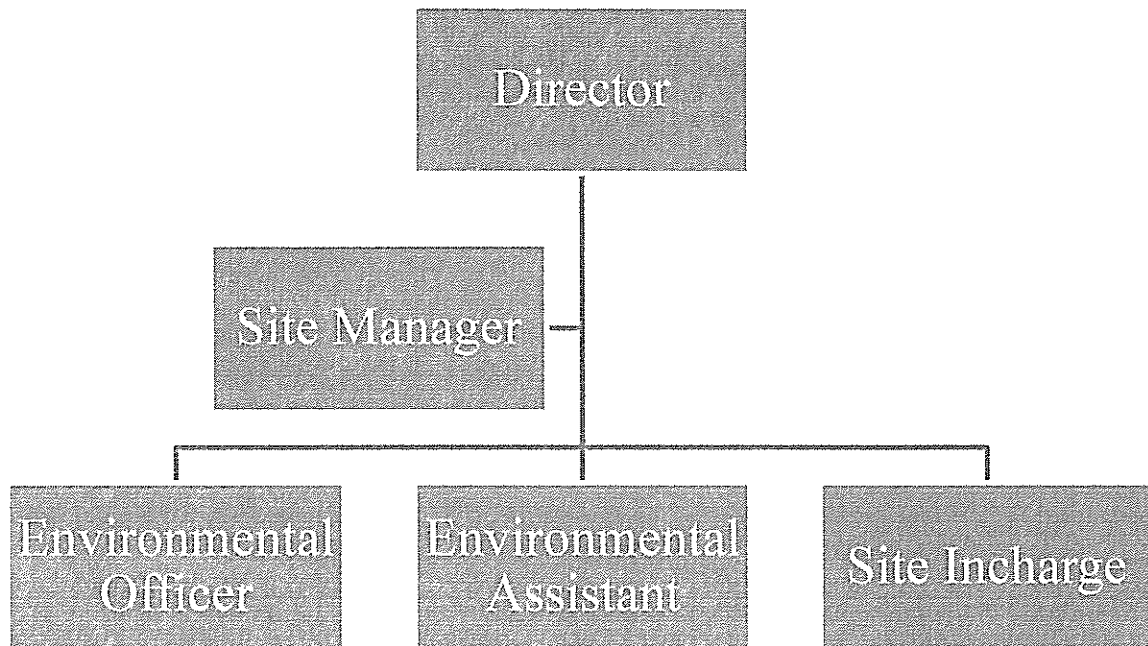 Director
Site Manager
Environmental
Officer
Environmental
Assistant
Site Incharge